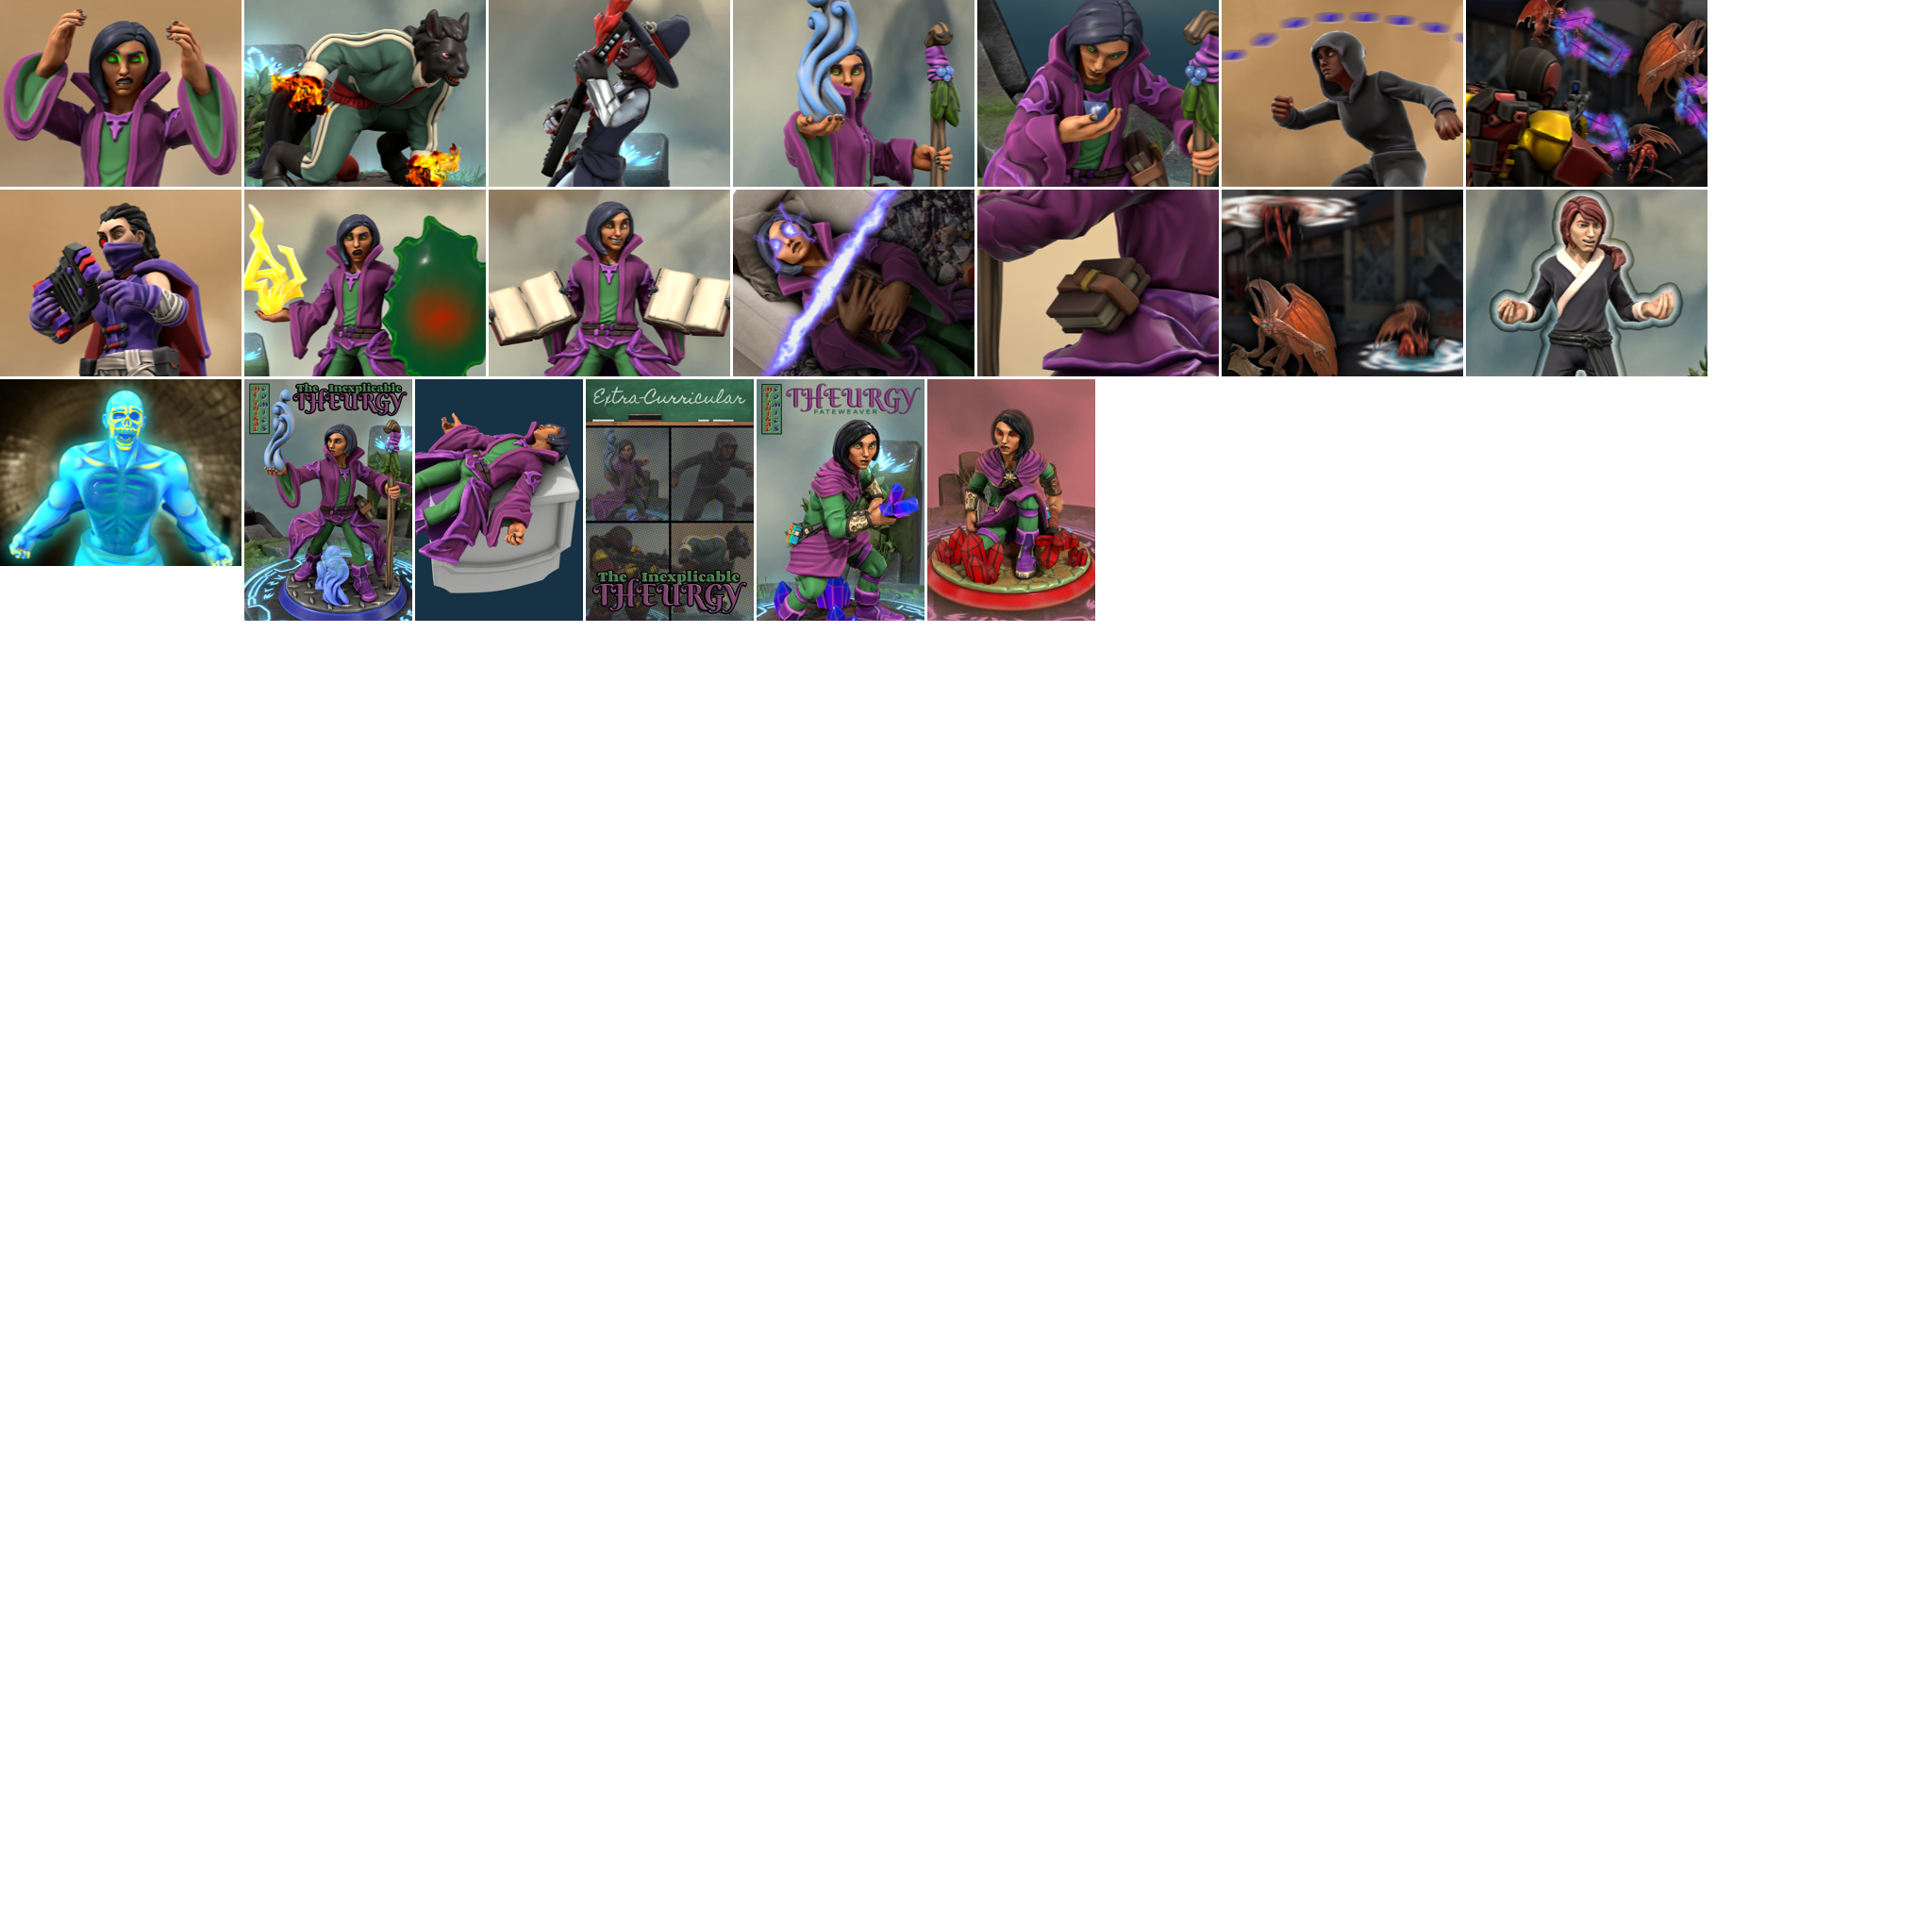 The Inexplicable
THEURGY
Extra-Curricular
The Inexplicable
THEURGY
THEURGY
FATEWEAVER